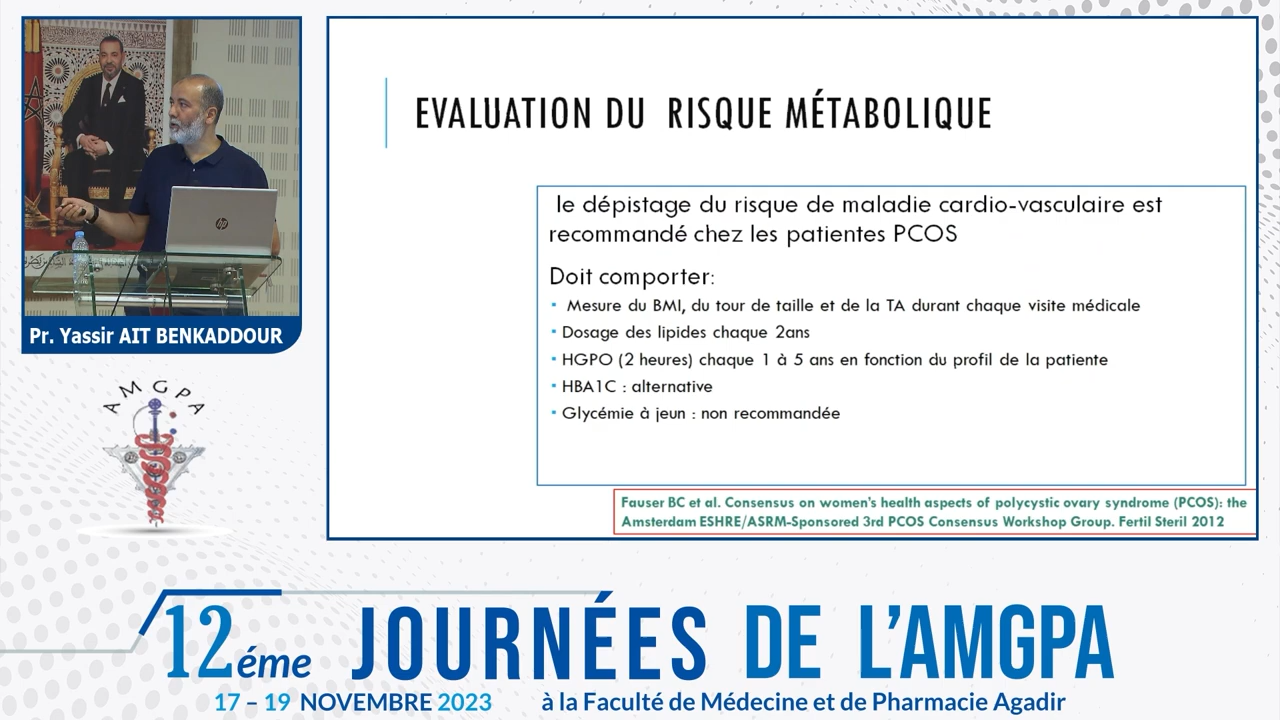 EVALUATION DU RISQUE MÉTABOLIQUE
le dépistage du risque de maladie cardio-vasculaire est
recommandé chez les patientes PCOS
Doit comporter:
▪ Mesure du BMI, du tour de taille et de la TA durant chaque visite médicale
▪ Dosage des lipides chaque 2ans
▪ HGPO (2 heures) chaque 1 à 5 ans en fonction du profil de la patiente
▪ HBA1C : alternative
▪ Glycémie à jeun : non recommandée
Fauser BC et al. Consensus on women's health aspects of polycystic ovary syndrome (PCOS): the
Amsterdam ESHRE/ASRM-Sponsored 3rd PCOS Consensus Workshop Group. Fertil Steril 2012
hp
Pr. Yassir AIT BENKADDOUR
AMGPA
12éme JOURNÉES DE L'AMGPA
17 – 19 NOVEMBRE 2023 à la Faculté de Médecine et de Pharmacie Agadir